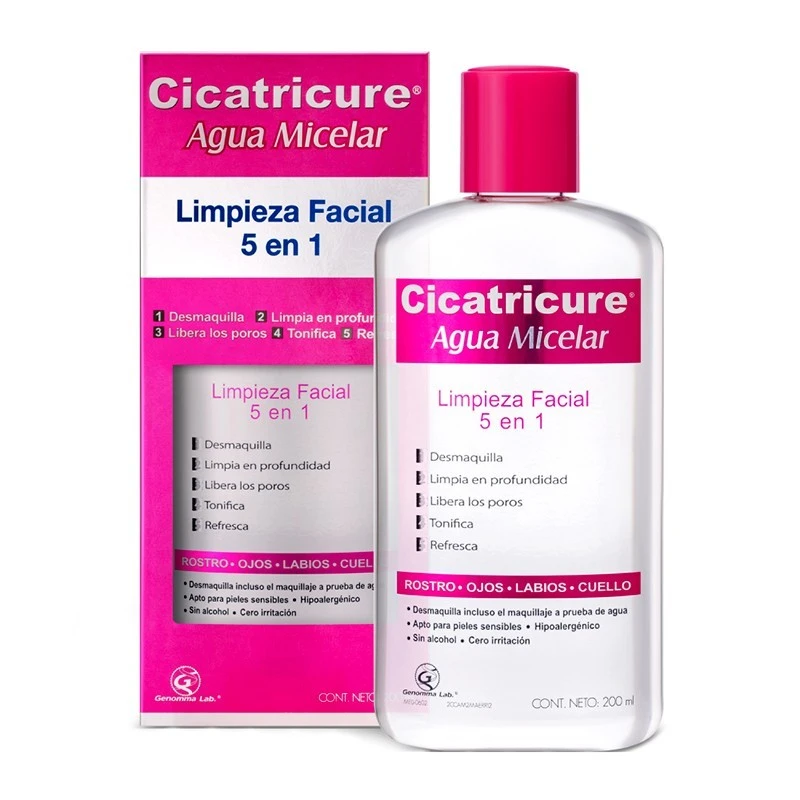 Cicatricure®
Agua Micelar
Limpieza Facial
5 en 1
1 Desmaquilla 2 Limpia en
3 Libera los poros 4 Tonifica 5
Limpieza Facial
5 en 1
Desmaquilla
Limpia en profundidad
Libera los poros
Tonifica
Refresca
ROSTRO • OJOS • LABIOS •
• Desmaquilla incluso el maquillaje a prueba de
• Apto para pieles sensibles • Hipoalergénico
• Sin alcohol • Cero irritación
Genomma Lab.®
CONT. NETO:
Cicatricure®
Agua Micelar
Limpieza Facial
5 en 1
Desmaquilla
Limpia en profundidad
Libera los poros
Tonifica
Refresca
ROSTRO • OJOS • LABIOS • CUELLO
• Desmaquilla incluso el maquillaje a prueba de agua
• Apto para pieles sensibles • Hipoalergénico
• Sin alcohol • Cero irritación
Genomma Lab.®
CONT. NETO: 200 ml